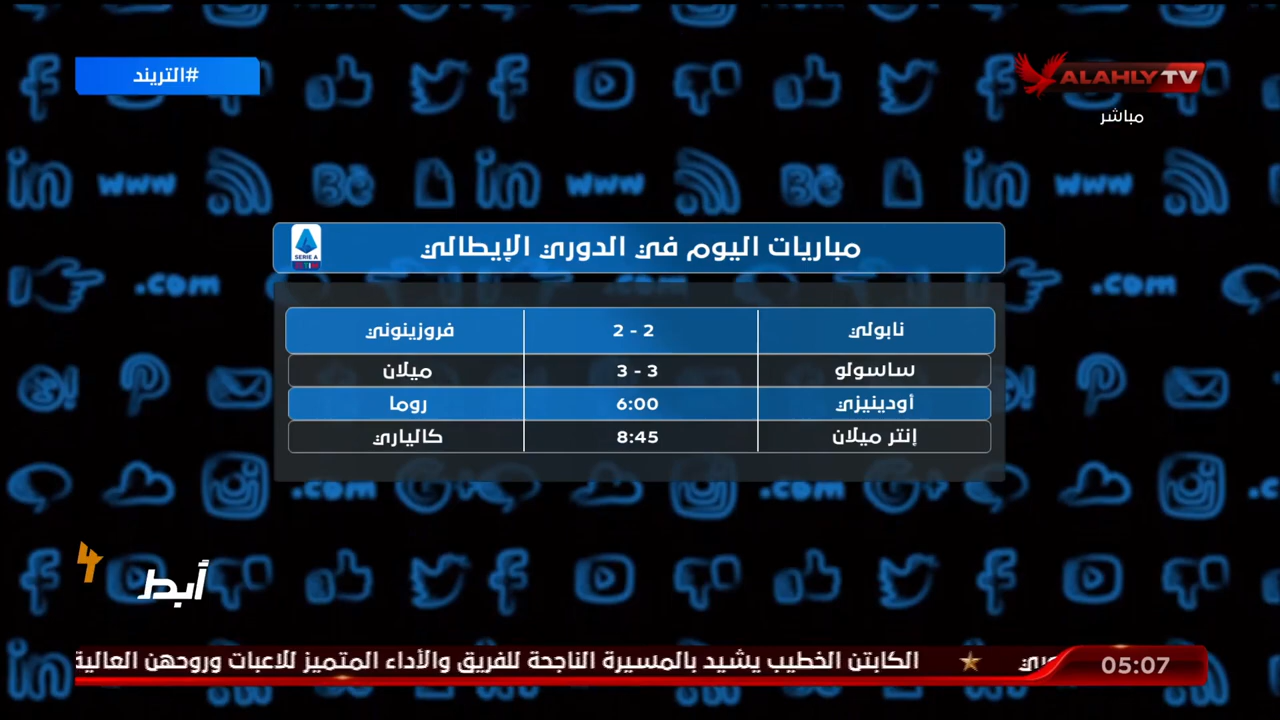 #التريند
ALAHLY TV
مباشر
مباريات اليوم في الدوري الإيطالي
SERIE A
TIM
نابولي 2 - 2 فروزينوني
ساسولو 3 - 3 ميلان
أودينيزي 6:00 روما
إنتر ميلان 8:45 كالياري
الكابتن الخطيب يشيد بالمسيرة الناجحة للفريق والأداء المتميز للاعبات وروحهن العالية
05:07